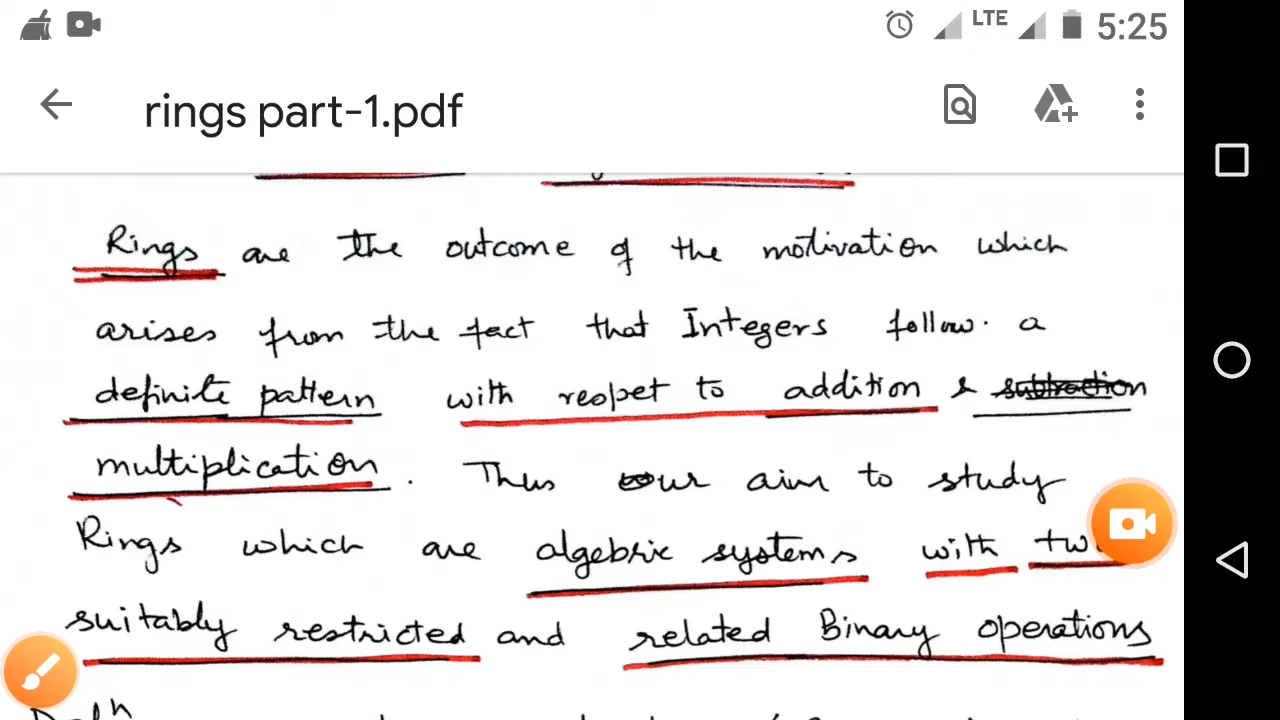 5:25
LTE
rings part-1.pdf
Rings are the outcome of the motivation which
arises from the fact that Integers follow. a
definite pattern with respet to addition & subtraction
multiplication. Thus our aim to study
Rings which are algebric systems with
suitably restricted and related Binary operations